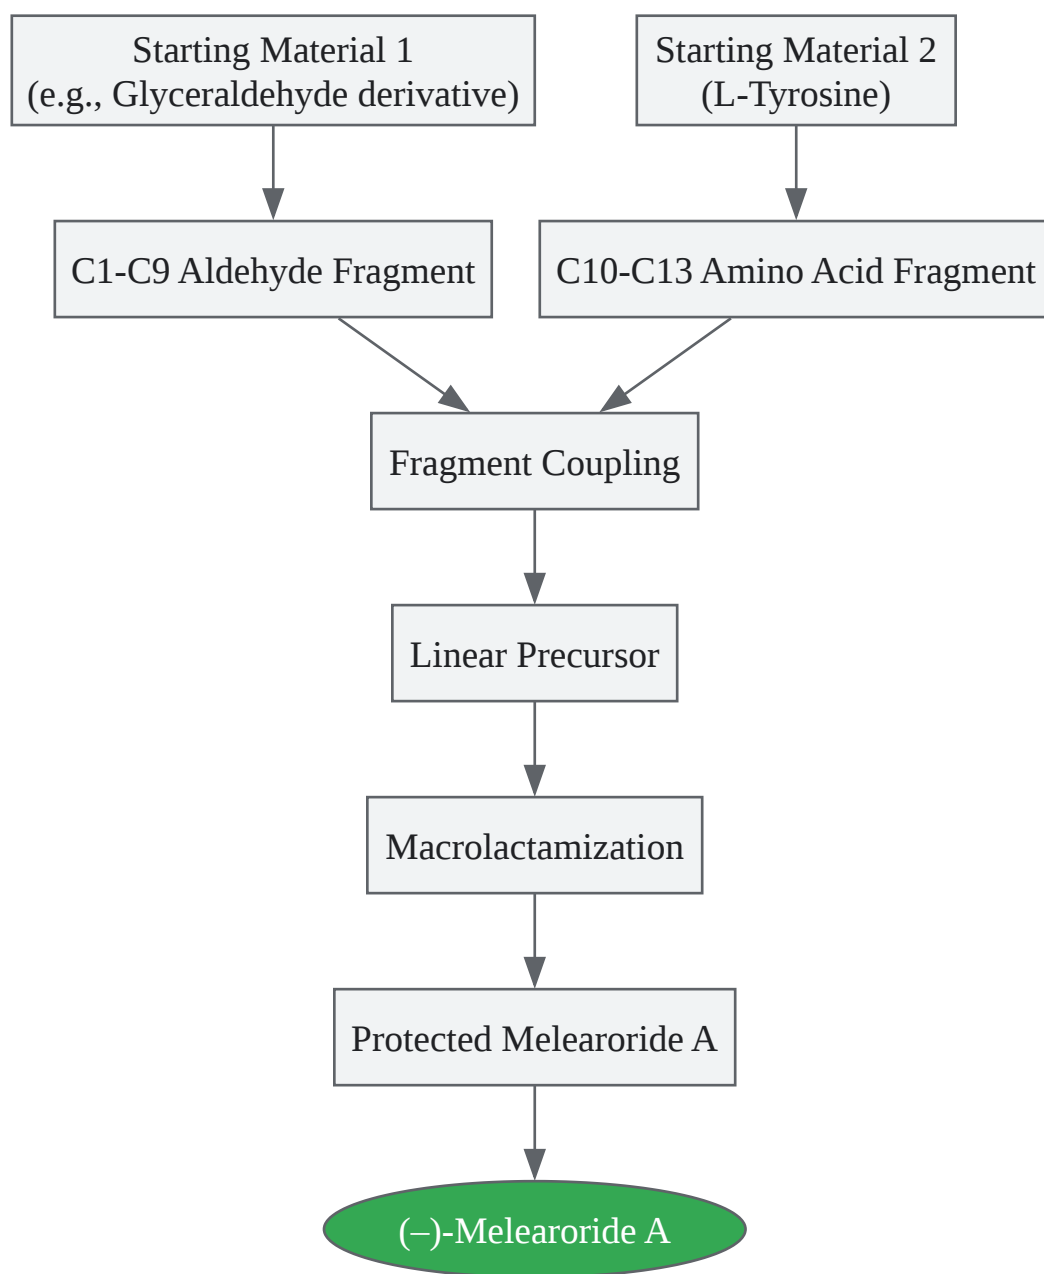 Starting Material 1
(e.g., Glyceraldehyde derivative)
Starting Material 2
(L-Tyrosine)
C1-C9 Aldehyde Fragment
C10-C13 Amino Acid Fragment
Fragment Coupling
Linear Precursor
Macrolactamization
Protected Melearoride A
(–)-Melearoride A